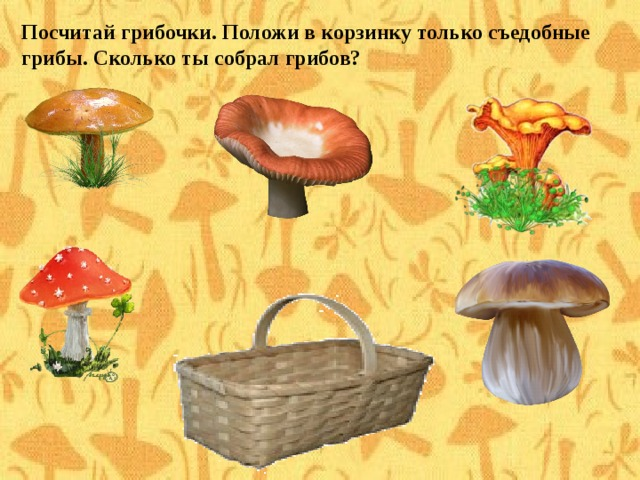 Посчитай грибочки. Положи в корзинку только съедобные
грибы. Сколько ты собрал грибов?